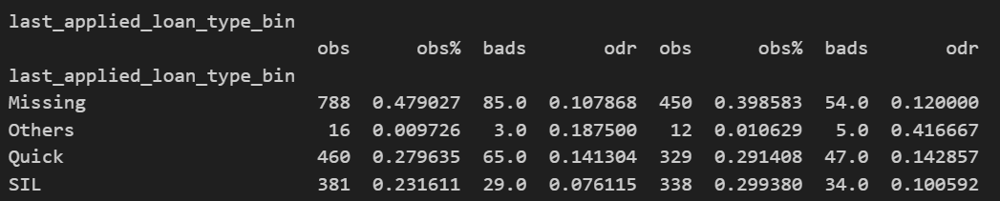 last_applied_loan_type_bin
obs obs% bads odr obs obs% bads odr
last_applied_loan_type_bin
Missing 788 0.479027 85.0 0.107868 450 0.398583 54.0 0.120000
Others 16 0.009726 3.0 0.187500 12 0.010629 5.0 0.416667
Quick 460 0.279635 65.0 0.141304 329 0.291408 47.0 0.142857
SIL 381 0.231611 29.0 0.076115 338 0.299380 34.0 0.100592